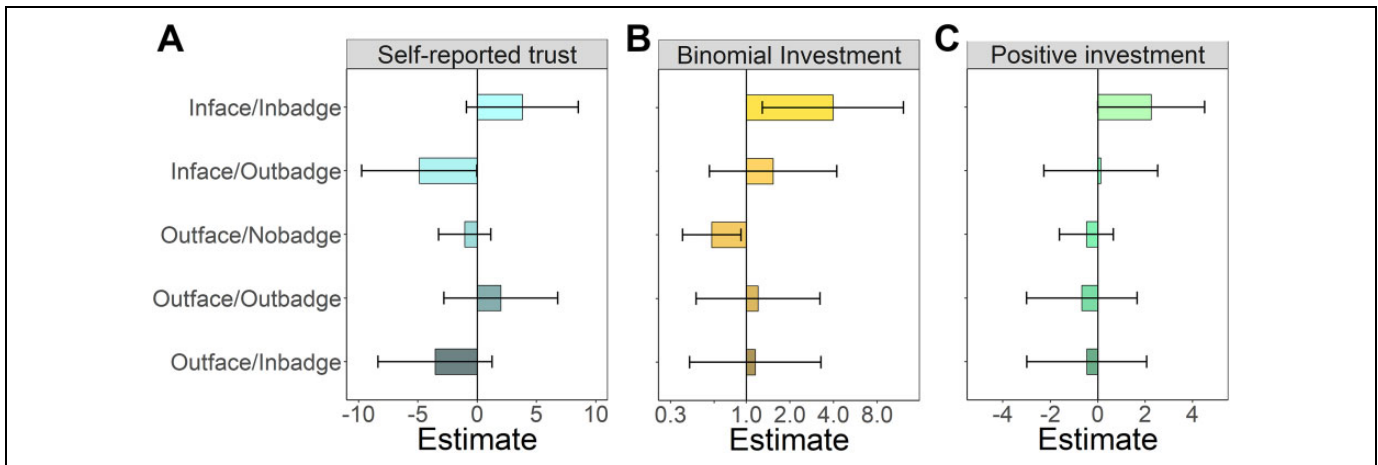 A
B
C
Self-reported trust
Binomial Investment
Positive investment
Inface/Inbadge
Inface/Outbadge
Outface/Nobadge
Outface/Outbadge
Outface/Inbadge
-10 -5 0 5 10
0.3 1.0 2.0 4.0 8.0
-4 -2 0 2 4
Estimate
Estimate
Estimate